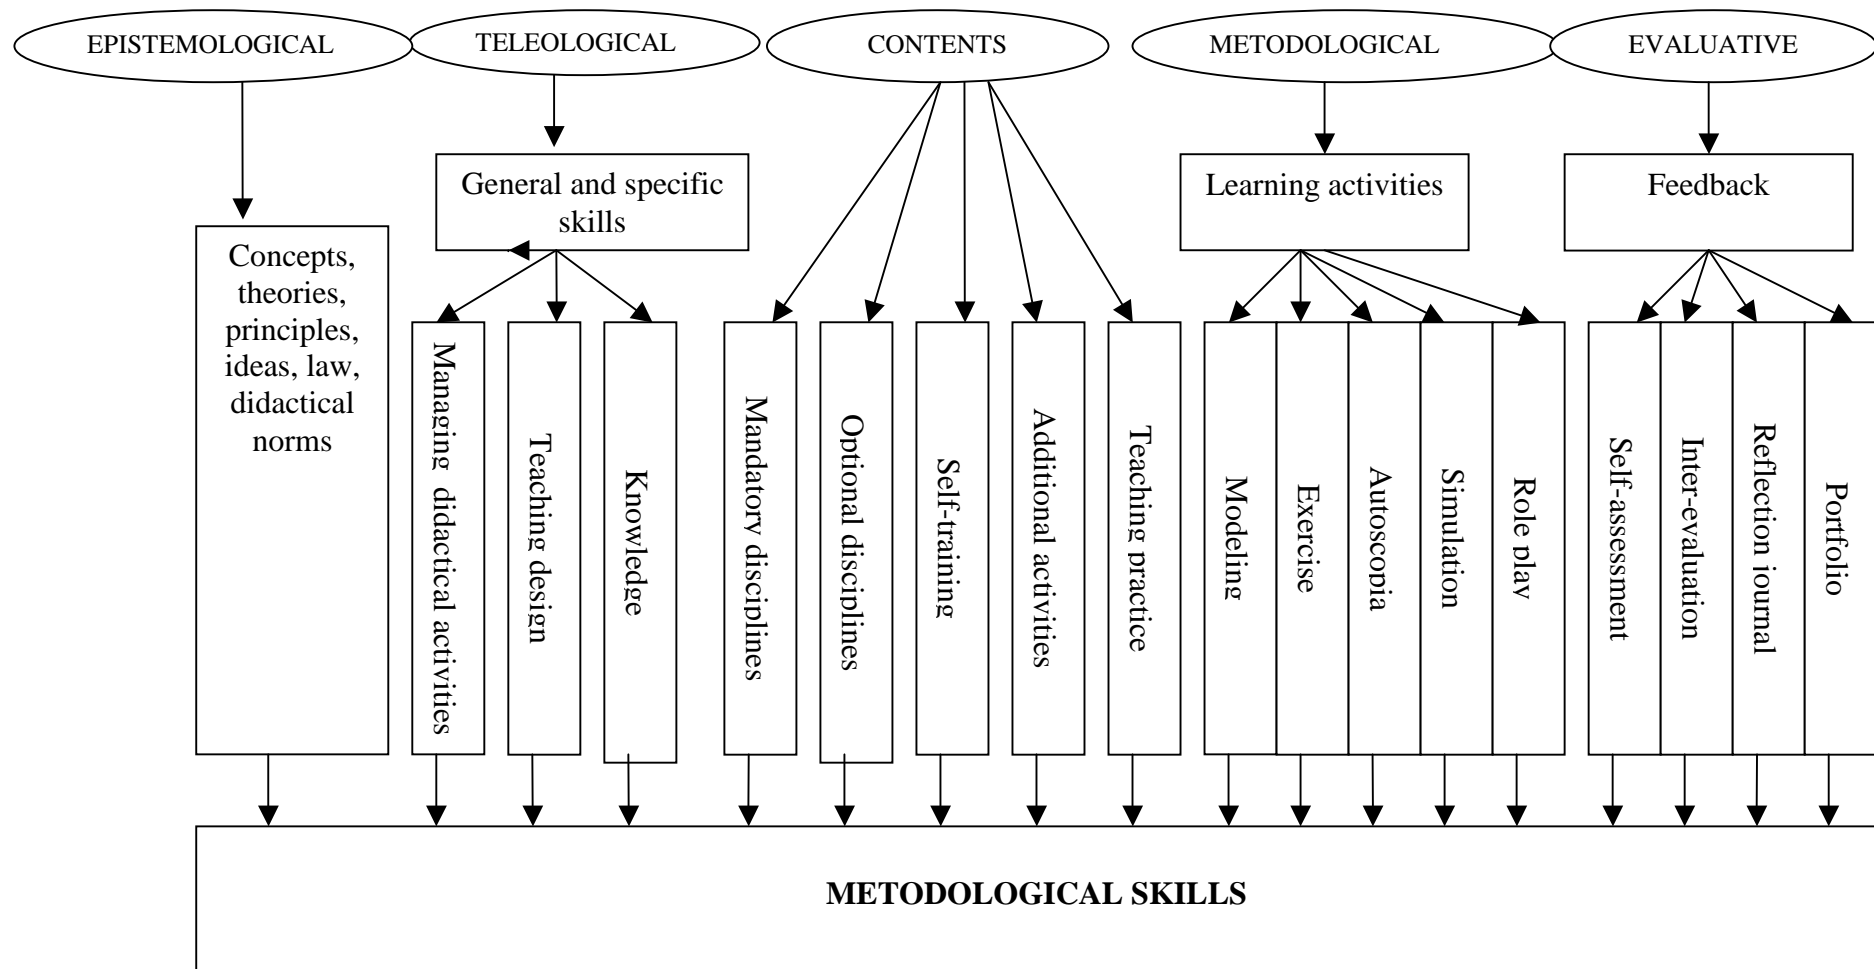 EPISTEMOLOGICAL
TELEOLOGICAL
CONTENTS
METODOLOGICAL
EVALUATIVE
General and specific
skills
Learning activities
Feedback
Concepts,
theories,
principles,
ideas, law,
didactical
norms
Managing didactical activities
Teaching design
Knowledge
Mandatory disciplines
Optional disciplines
Self-training
Additional activities
Teaching practice
Modeling
Exercise
Autoscopia
Simulation
Role play
Self-assessment
Inter-evaluation
Reflection journal
Portfolio
METODOLOGICAL SKILLS